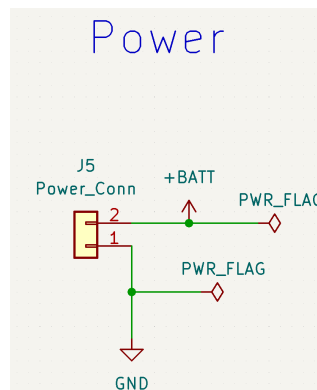 Power
J5
Power_Conn
+BATT
PWR_FLAG
2
1
PWR_FLAG
GND